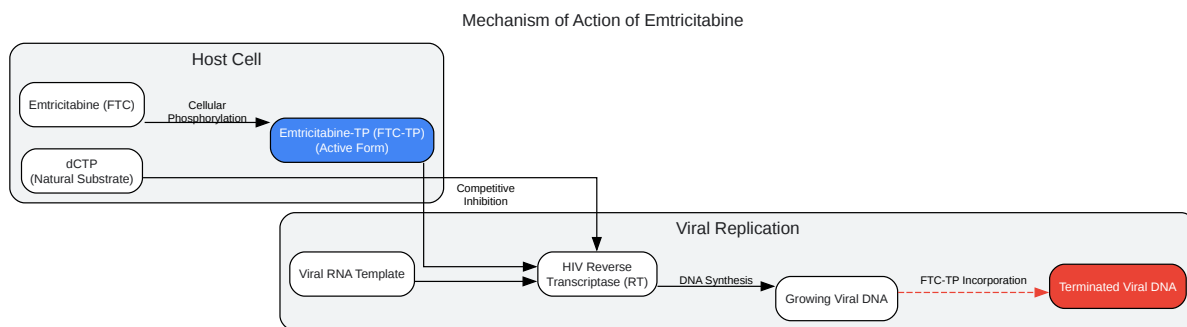 Mechanism of Action of Emtricitabine
Host Cell
Emtricitabine (FTC)
Cellular
Phosphorylation
Emtricitabine-TP (FTC-TP)
(Active Form)
dCTP
(Natural Substrate)
Competitive
Inhibition
Viral Replication
Viral RNA Template
HIV Reverse
Transcriptase (RT)
DNA Synthesis
Growing Viral DNA
FTC-TP Incorporation
Terminated Viral DNA